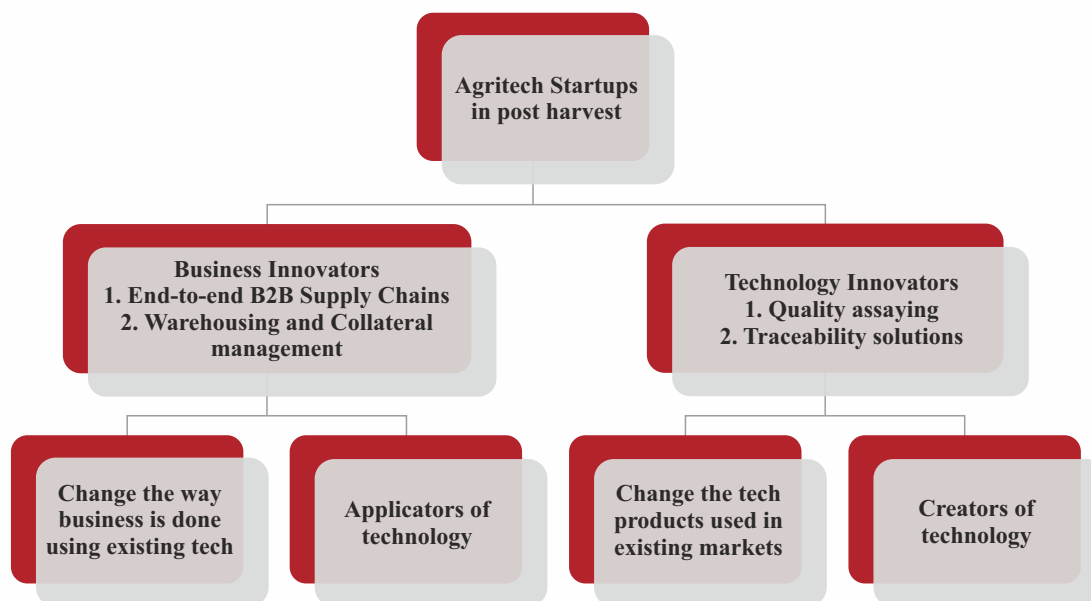 Agritech Startups
in post harvest
Business Innovators
1. End-to-end B2B Supply Chains
2. Warehousing and Collateral
management
Technology Innovators
1. Quality assaying
2. Traceability solutions
Change the way
business is done
using existing tech
Applicators of
technology
Change the tech
products used in
existing markets
Creators of
technology